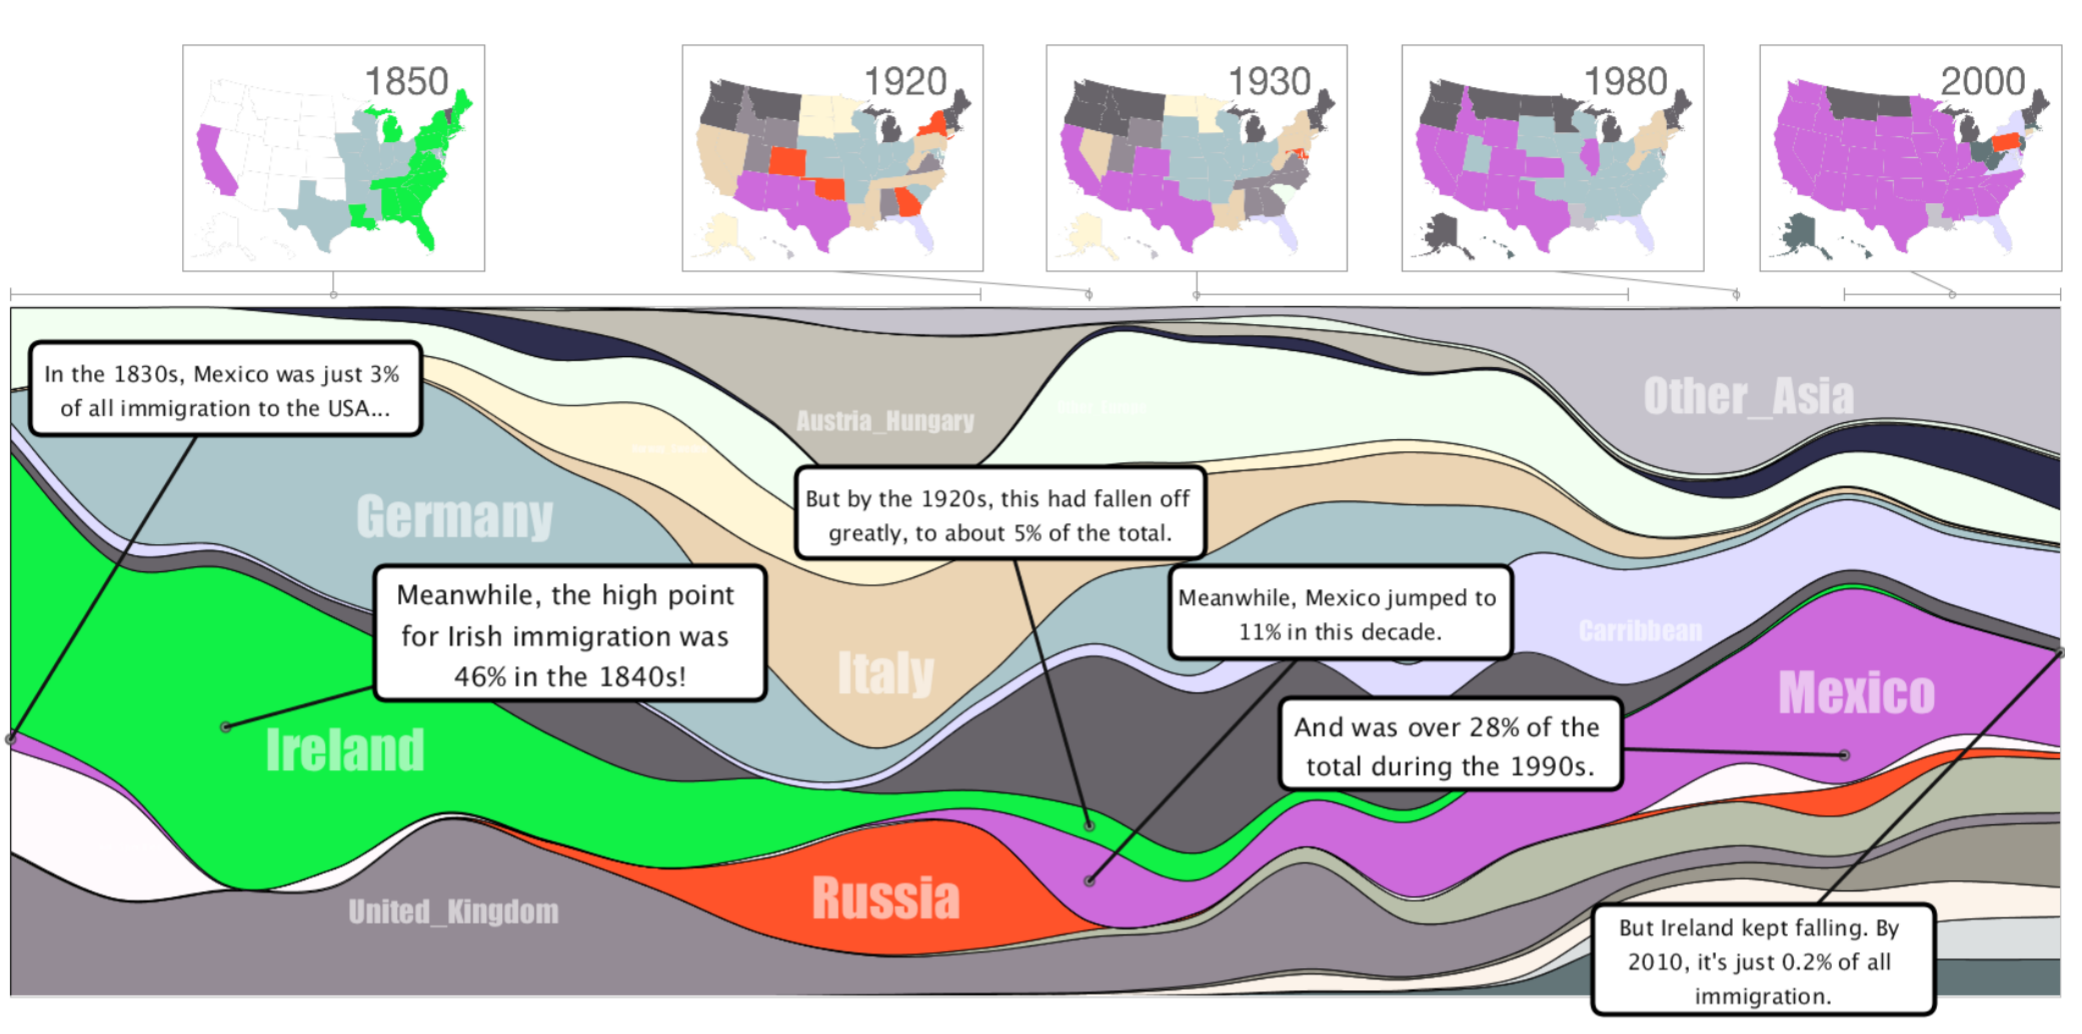 1850
1920
1930
1980
2000
In the 1830s, Mexico was just 3%
of all immigration to the USA...
Other_Asia
Austria_Hungary
Germany
But by the 1920s, this had fallen off
greatly, to about 5% of the total.
Meanwhile, the high point
for Irish immigration was
46% in the 1840s!
Meanwhile, Mexico jumped to
11% in this decade.
Carribbean
Italy
Mexico
Ireland
And was over 28% of the
total during the 1990s.
Russia
United_Kingdom
But Ireland kept falling. By
2010, it's just 0.2% of all
immigration.